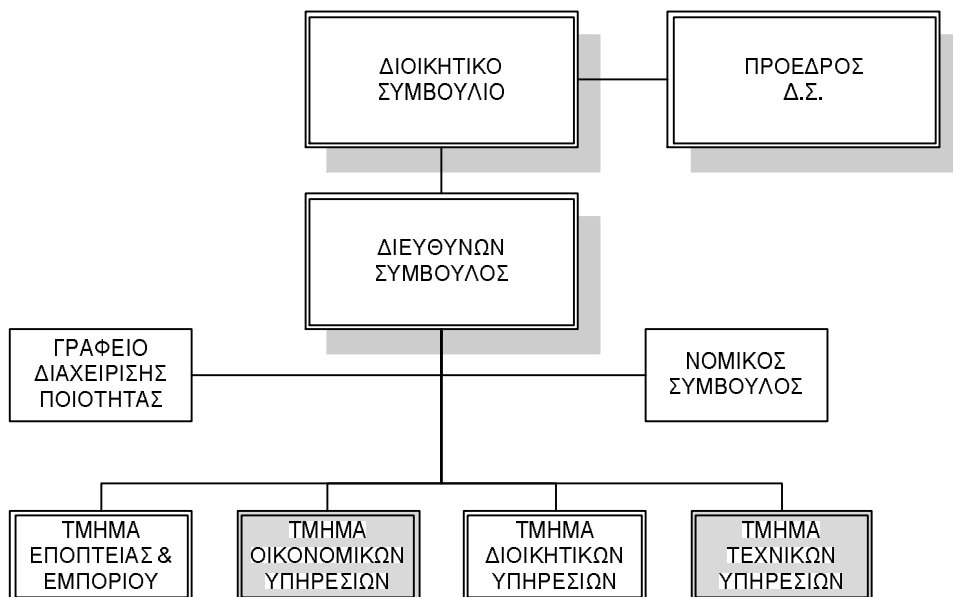 ΔΙΟΙΚΗΤΙΚΟ
ΣΥΜΒΟΥΛΙΟ
ΠΡΟΕΔΡΟΣ
Δ.Σ.
ΔΙΕΥΘΥΝΩΝ
ΣΥΜΒΟΥΛΟΣ
ΓΡΑΦΕΙΟ
ΔΙΑΧΕΙΡΙΣΗΣ
ΠΟΙΟΤΗΤΑΣ
ΝΟΜΙΚΟΣ
ΣΥΜΒΟΥΛΟΣ
ΤΜΗΜΑ
ΕΠΟΠΤΕΙΑΣ &
ΕΜΠΟΡΙΟΥ
ΤΜΗΜΑ
ΟΙΚΟΝΟΜΙΚΩΝ
ΥΠΗΡΕΣΙΩΝ
ΤΜΗΜΑ
ΔΙΟΙΚΗΤΙΚΩΝ
ΥΠΗΡΕΣΙΩΝ
ΤΜΗΜΑ
ΤΕΧΝΙΚΩΝ
ΥΠΗΡΕΣΙΩΝ